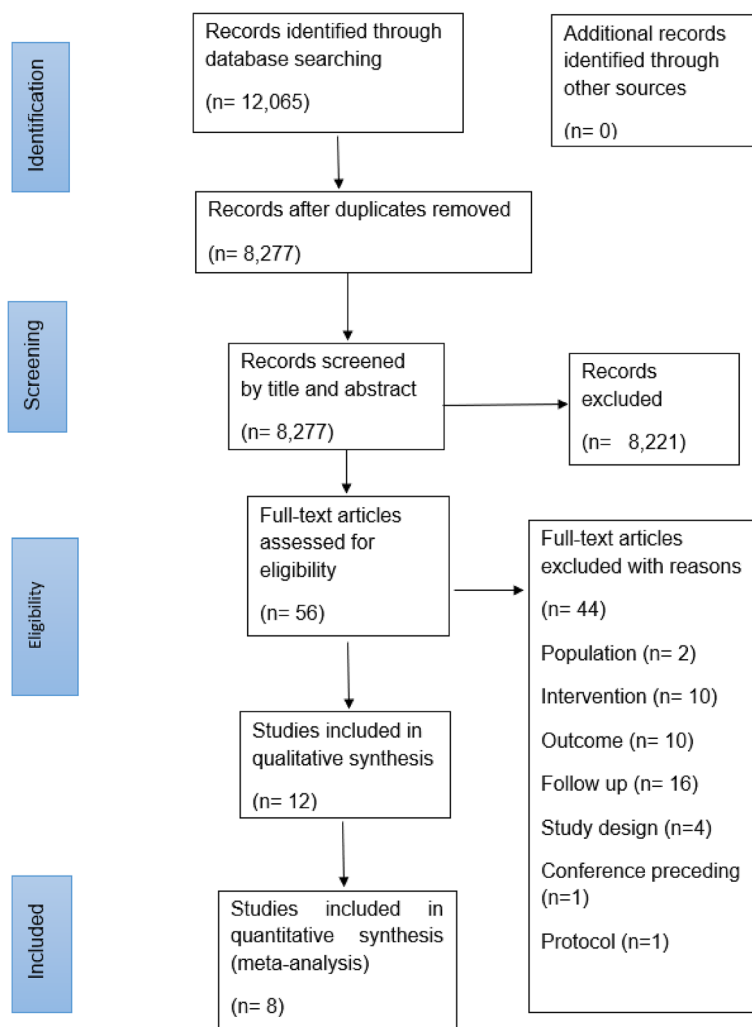 Identification
Records identified through
database searching
(n= 12,065)
Additional records
identified through
other sources
(n= 0)
Records after duplicates removed
(n= 8,277)
Screening
Records screened
by title and abstract
(n= 8,277)
Records
excluded
(n= 8,221)
Eligibility
Full-text articles
assessed for
eligibility
(n= 56)
Full-text articles
excluded with reasons
(n= 44)
Population (n= 2)
Intervention (n= 10)
Outcome (n= 10)
Follow up (n= 16)
Study design (n=4)
Conference preceding
(n=1)
Protocol (n=1)
Studies included in
qualitative synthesis
(n= 12)
Included
Studies included in
quantitative synthesis
(meta-analysis)
(n= 8)